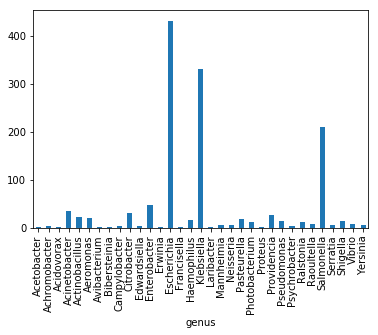 400
300
200
100
0
Acetobacter
Achromobacter
Acidovorax
Acinetobacter
Actinobacillus
Aeromonas
Avibacterium
Bibersteinia
Campylobacter
Citrobacter
Edwardsiella
Enterobacter
Erwinia
Escherichia
Francisella
Haemophilus
Klebsiella
Laribacter
Mannheimia
Neisseria
Pasteurella
Photobacterium
Proteus
Providencia
Pseudomonas
Psychrobacter
Ralstonia
Raoultella
Salmonella
Serratia
Shigella
Vibrio
Yersinia
genus